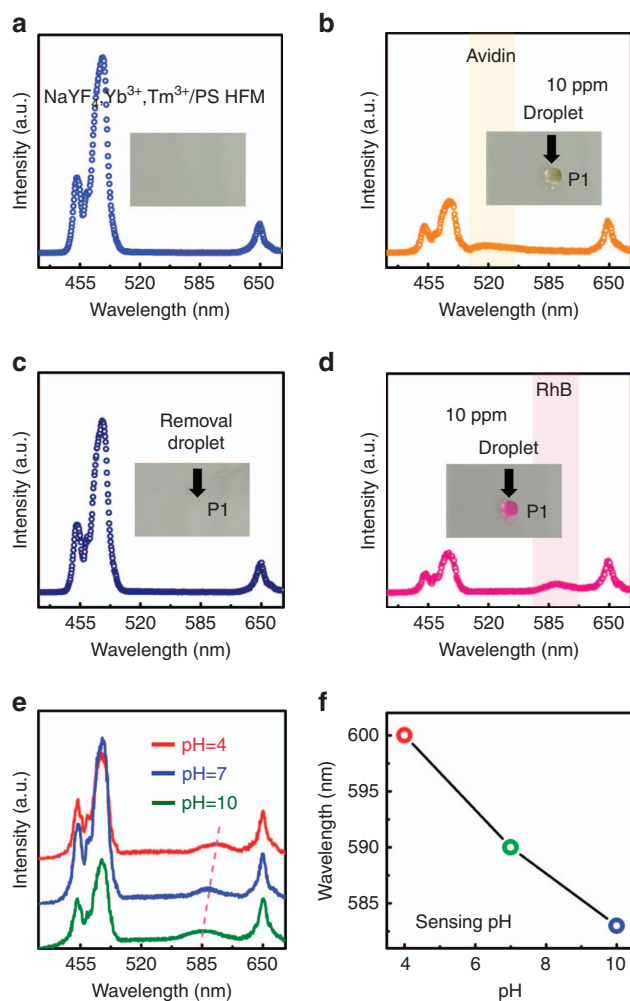 a
NaYF4,Yb3+,Tm3+/PS HFM
Intensity (a.u.)
455 520 585 650
Wavelength (nm)
b
Avidin
10 ppm
Droplet
P1
Intensity (a.u.)
455 520 585 650
Wavelength (nm)
c
Removal
droplet
P1
Intensity (a.u.)
455 520 585 650
Wavelength (nm)
d
RhB
10 ppm
Droplet
P1
Intensity (a.u.)
455 520 585 650
Wavelength (nm)
e
pH=4
pH=7
pH=10
Intensity (a.u.)
455 520 585 650
Wavelength (nm)
f
600
595
590
585
Wavelength (nm)
Sensing pH
4 6 8 10
pH